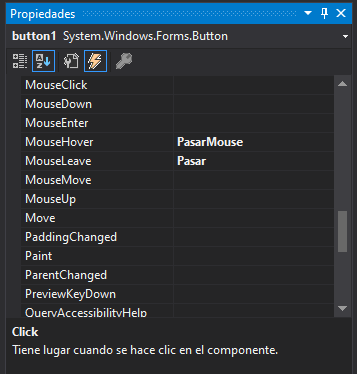 Propiedades
button1 System.Windows.Forms.Button
MouseClick
MouseDown
MouseEnter
MouseHover PasarMouse
MouseLeave Pasar
MouseMove
MouseUp
Move
PaddingChanged
Paint
ParentChanged
PreviewKeyDown
QueryAccessibilityHelp
Click
Tiene lugar cuando se hace clic en el componente.